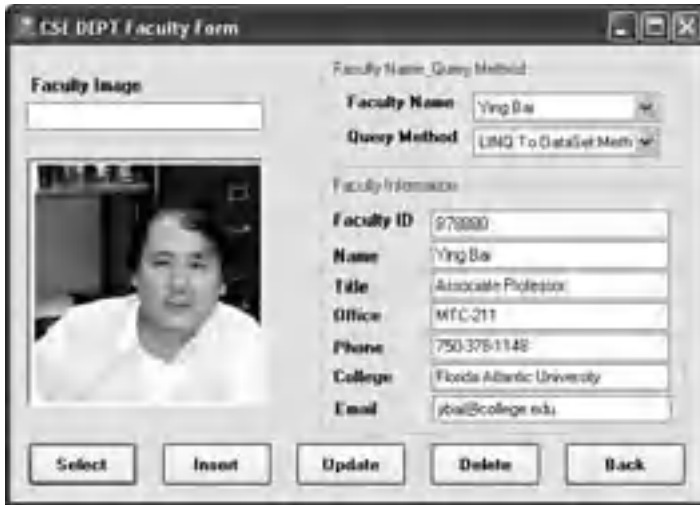 CSE DEPT Faculty Form
Faculty Image
Faculty Name_Query Method
Faculty Name
Ying Bai
Query Method
LINQ To DataSet Meth
Faculty Information
Faculty ID
Name
Ying Bai
Title
Associate Professor
Office
MTC-211
Phone
750-378-1148
College
Florida Atlantic University
Email
ybai@college.edu
Select
Insert
Update
Delete
Back